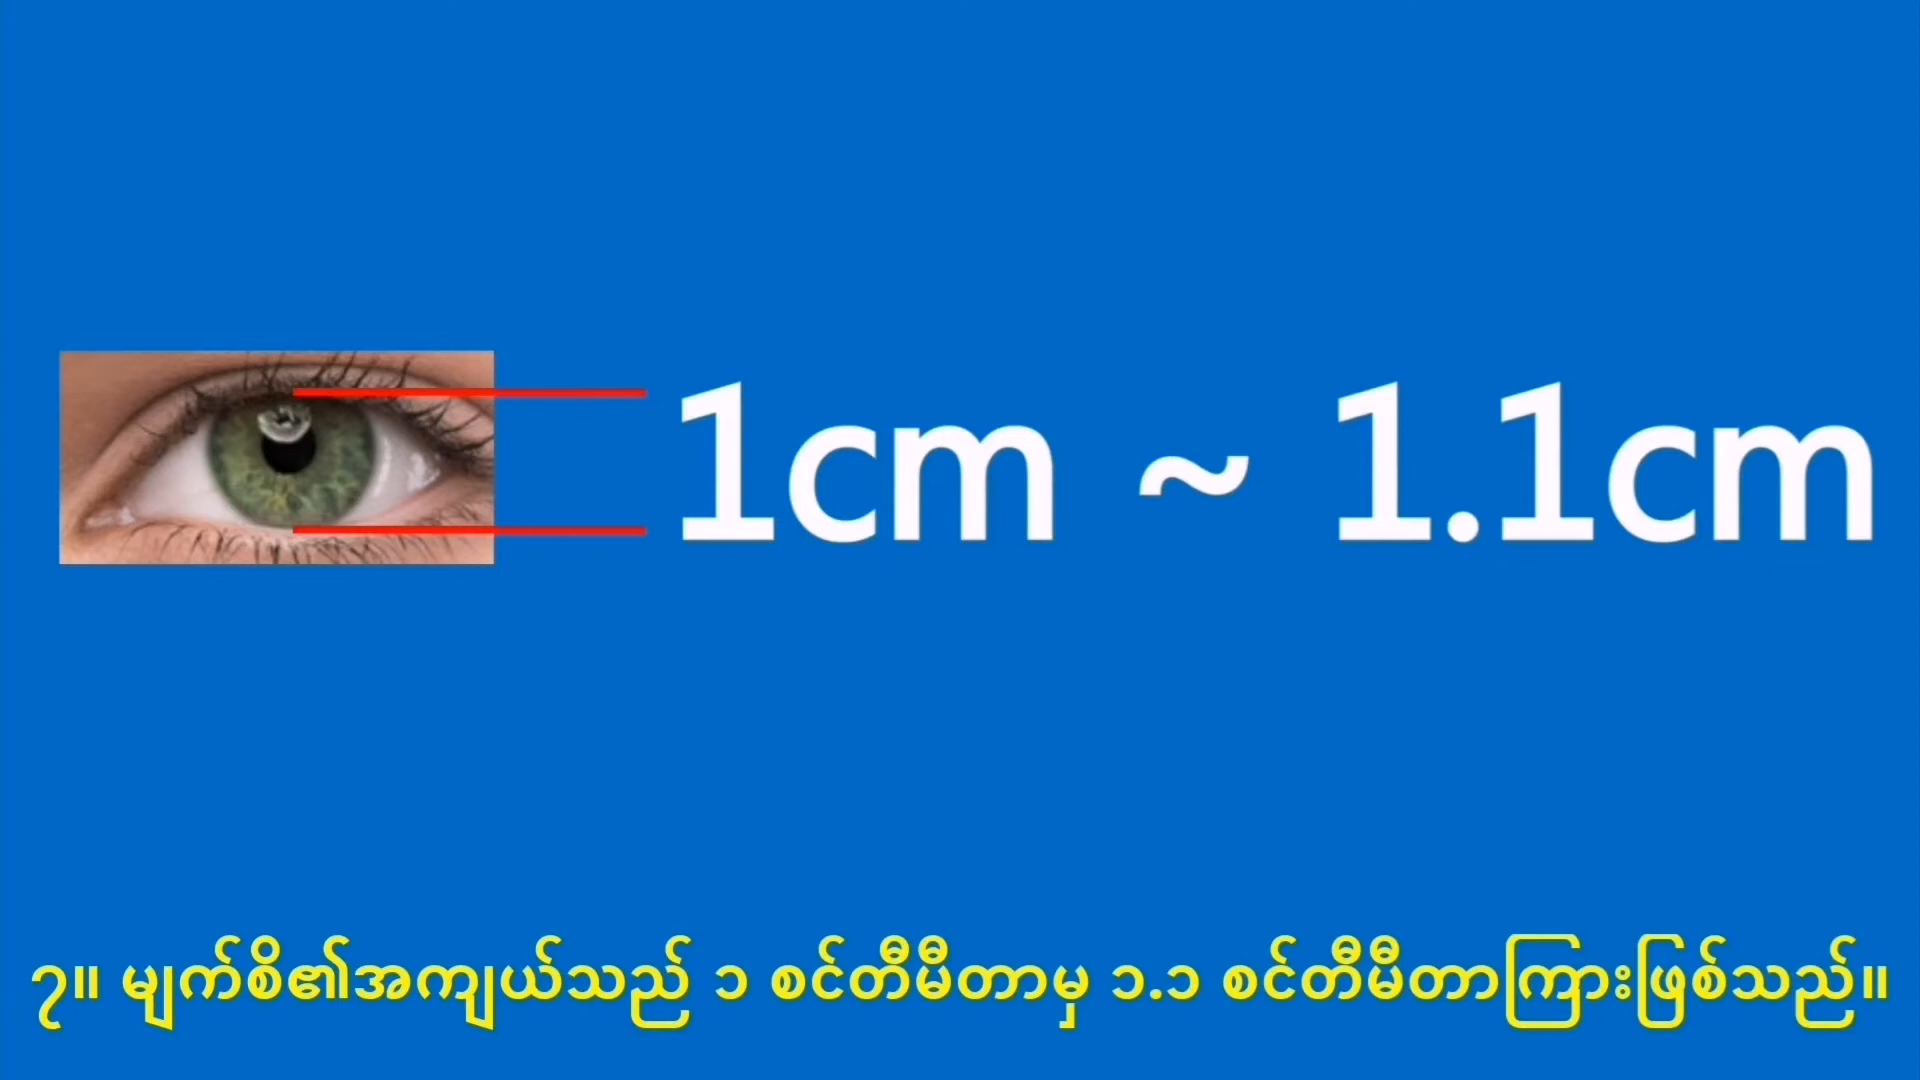 1cm ~ 1.1cm
၇။ မျက်စိ၏အကျယ်သည် ၁ စင်တီမီတာမှ ၁.၁ စင်တီမီတာကြားဖြစ်သည်။